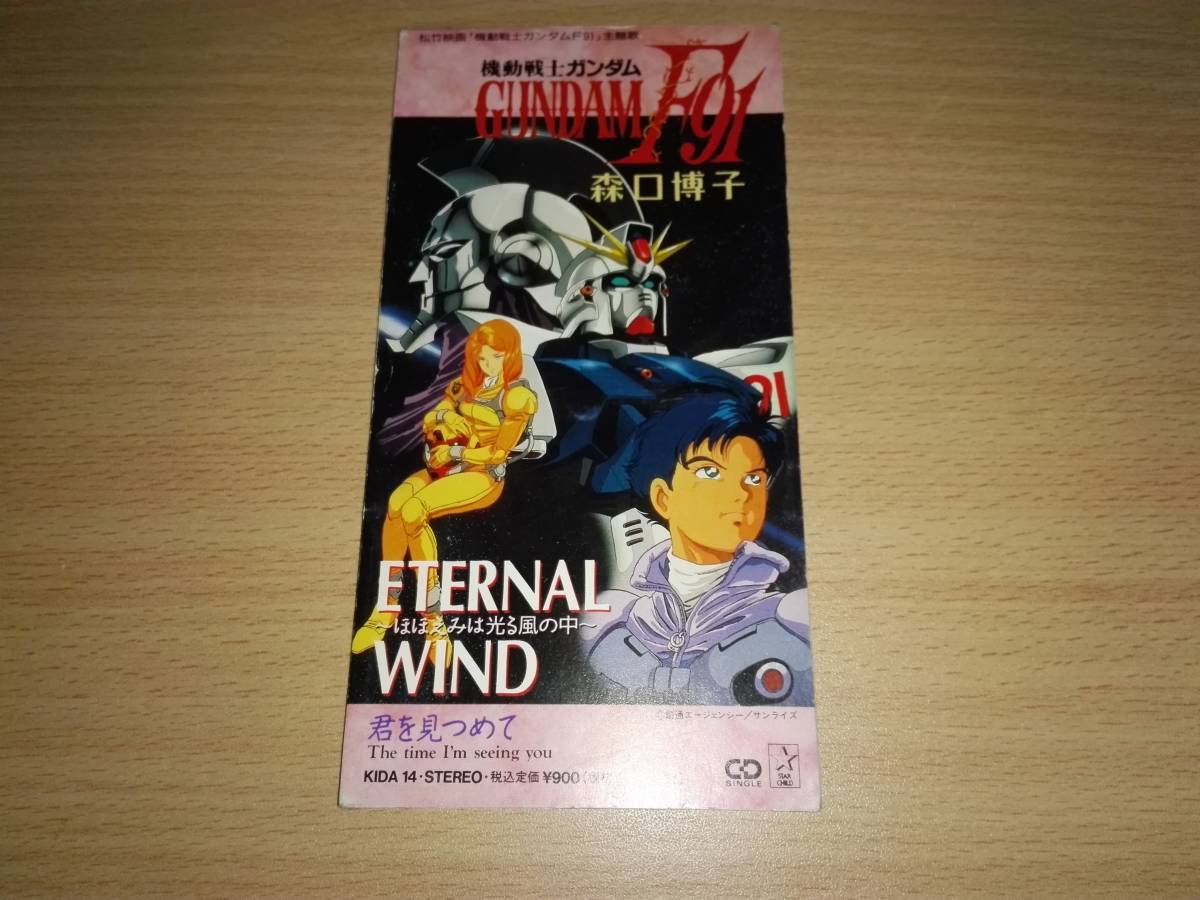 松竹映画「機動戦士ガンダムF91」主題歌
機動戦士ガンダム
GUNDAM F91
森口博子
91
ETERNAL
～ほほえみは光る風の中～
WIND
©創通エージェンシー／サンライズ
君を見つめて
The time I'm seeing you
KIDA 14・STEREO・税込定価¥900(税
CD
SINGLE
STAR
CHILD